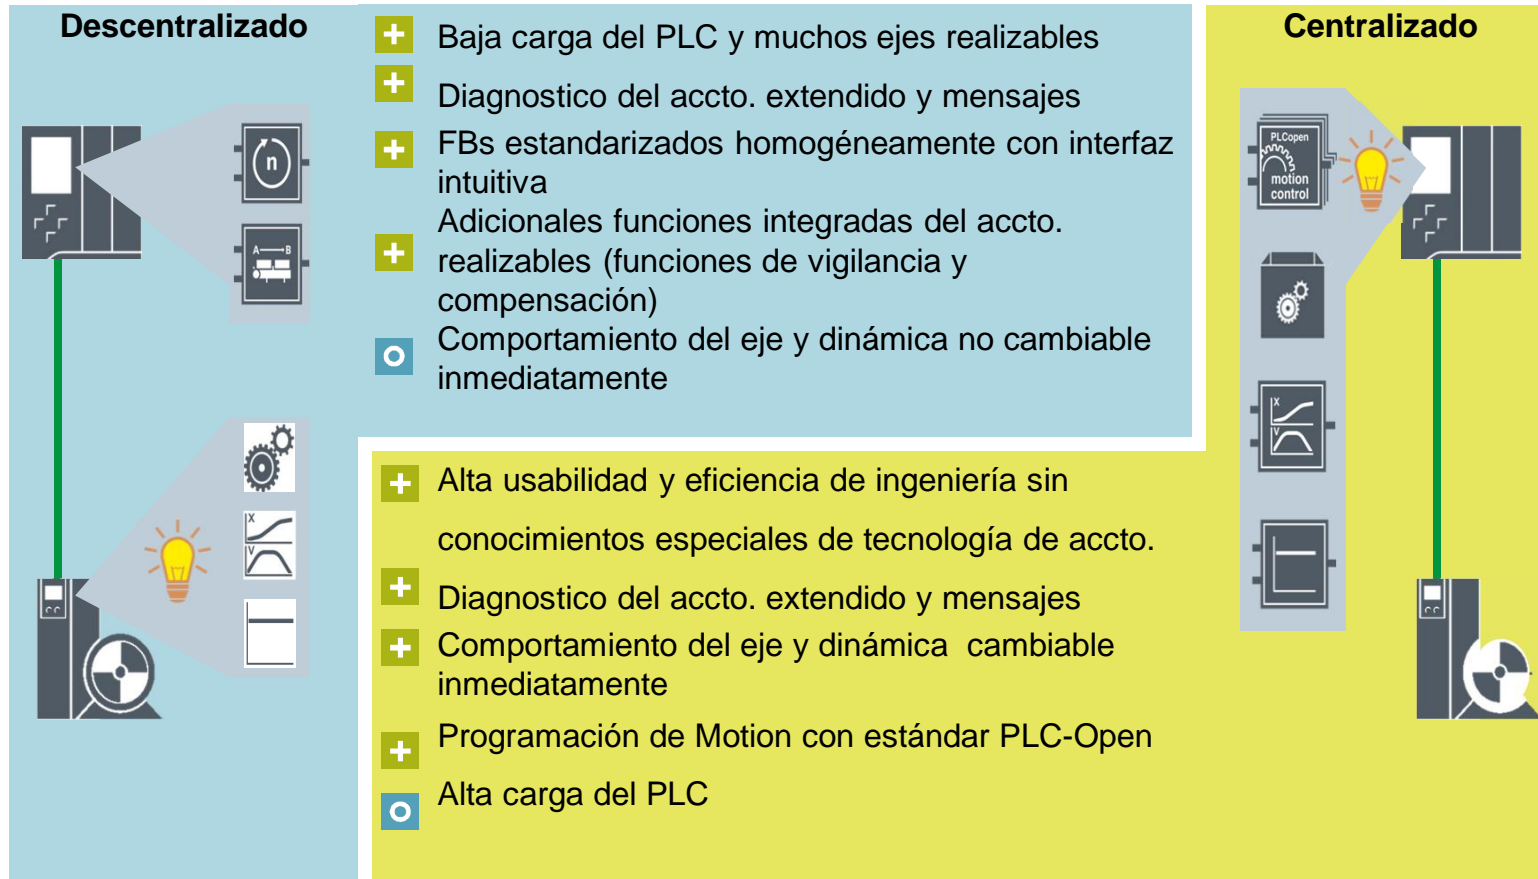 Descentralizado
Baja carga del PLC y muchos ejes realizables
Diagnostico del accto. extendido y mensajes
FBs estandarizados homogéneamente con interfaz
intuitiva
Adicionales funciones integradas del accto.
realizables (funciones de vigilancia y
compensación)
Comportamiento del eje y dinámica no cambiable
inmediatamente
n
A B
X
V
Alta usabilidad y eficiencia de ingeniería sin
conocimientos especiales de tecnología de accto.
Diagnostico del accto. extendido y mensajes
Comportamiento del eje y dinámica  cambiable
inmediatamente
Programación de Motion con estándar PLC-Open
Alta carga del PLC
Centralizado
PLCopen
motion
control
X
V